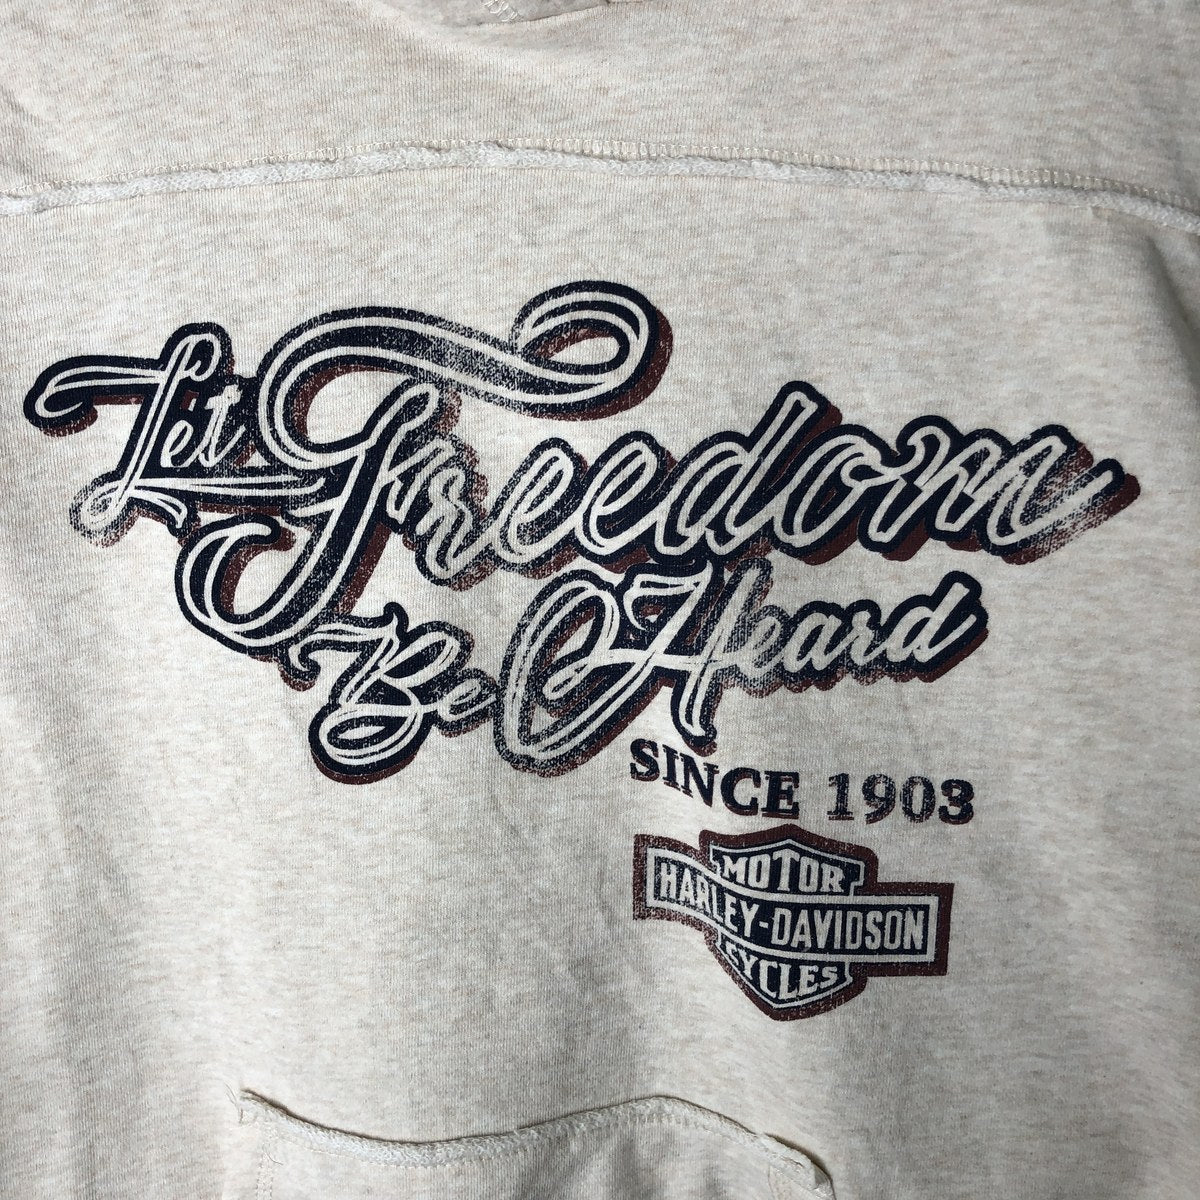 Let Freedom
Be Heard
SINCE 1903
MOTOR
HARLEY-DAVIDSON
CYCLES